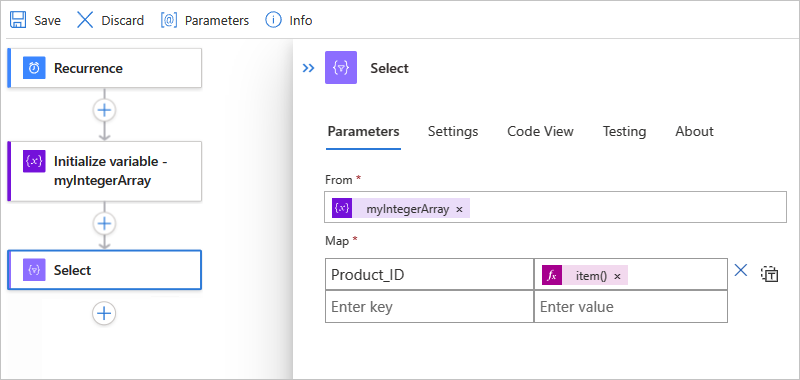 Save Discard [@] Parameters Info
Recurrence
Initialize variable -
myIntegerArray
Select
Select
Parameters Settings Code View Testing About
From *
{x} myIntegerArray ×
Map *
Product_ID fx item() ×
Enter key Enter value